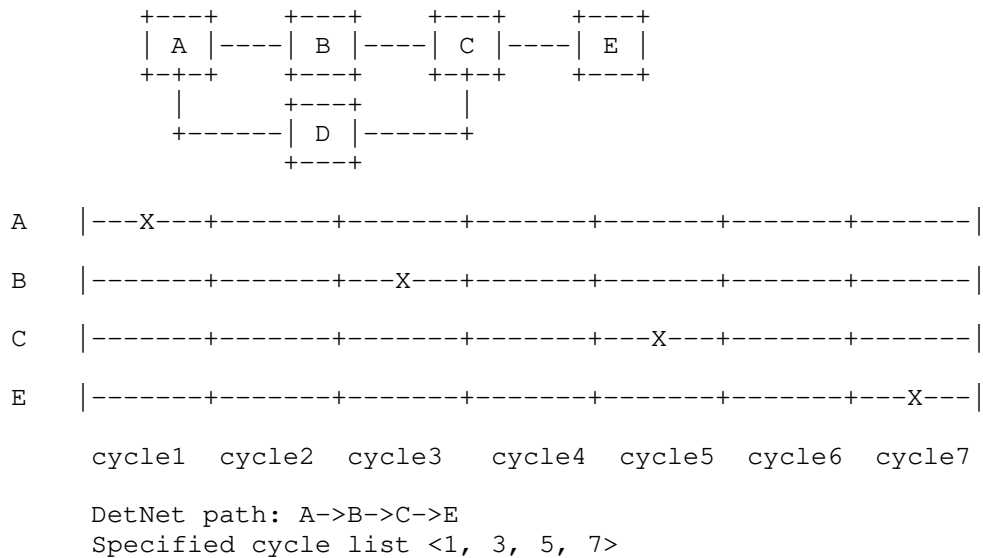 A B C E
D
A |---X---+-------+-------+-------+-------+-------+-------|
B |-------+-------+---X---+-------+-------+-------+-------|
C |-------+-------+-------+-------+---X---+-------+-------|
E |-------+-------+-------+-------+-------+-------+---X---|
cycle1 cycle2 cycle3 cycle4 cycle5 cycle6 cycle7
DetNet path: A->B->C->E
Specified cycle list <1, 3, 5, 7>